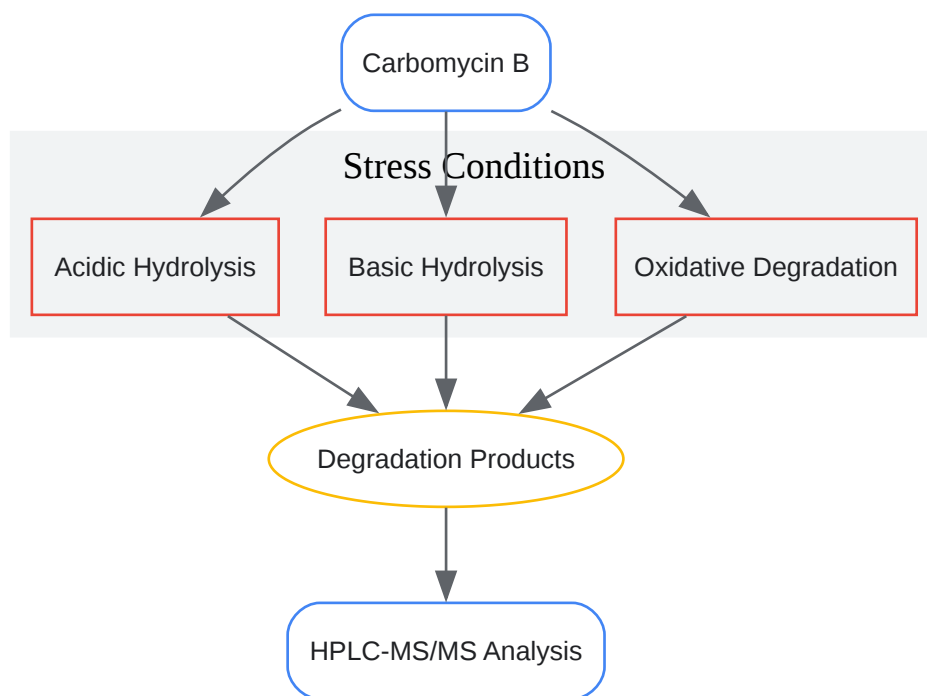 Carbomycin B
Stress Conditions
Acidic Hydrolysis
Basic Hydrolysis
Oxidative Degradation
Degradation Products
HPLC-MS/MS Analysis